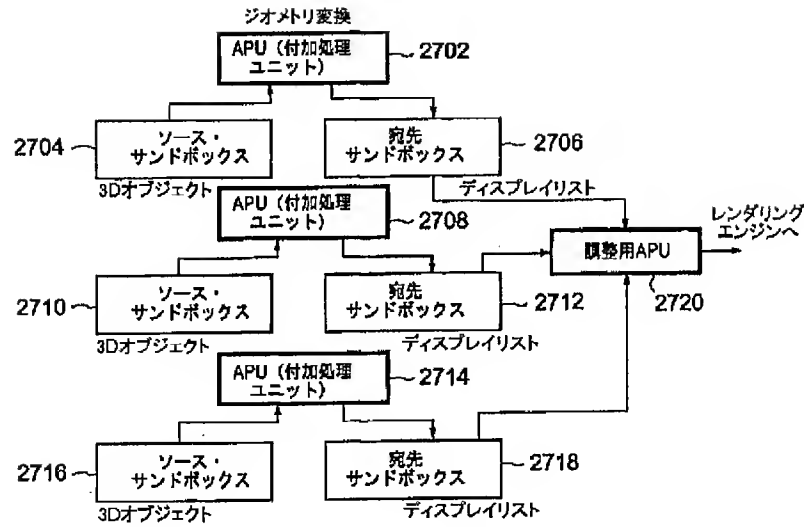 ジオメトリ変換
APU（付加処理
ユニット）
2702
2704
ソース・
サンドボックス
3Dオブジェクト
宛先
サンドボックス
2706
ディスプレイリスト
APU（付加処理
ユニット）
2708
レンダリング
エンジンへ
調整用APU
2720
2710
ソース・
サンドボックス
3Dオブジェクト
宛先
サンドボックス
2712
ディスプレイリスト
APU（付加処理
ユニット）
2714
2716
ソース・
サンドボックス
3Dオブジェクト
宛先
サンドボックス
2718
ディスプレイリスト